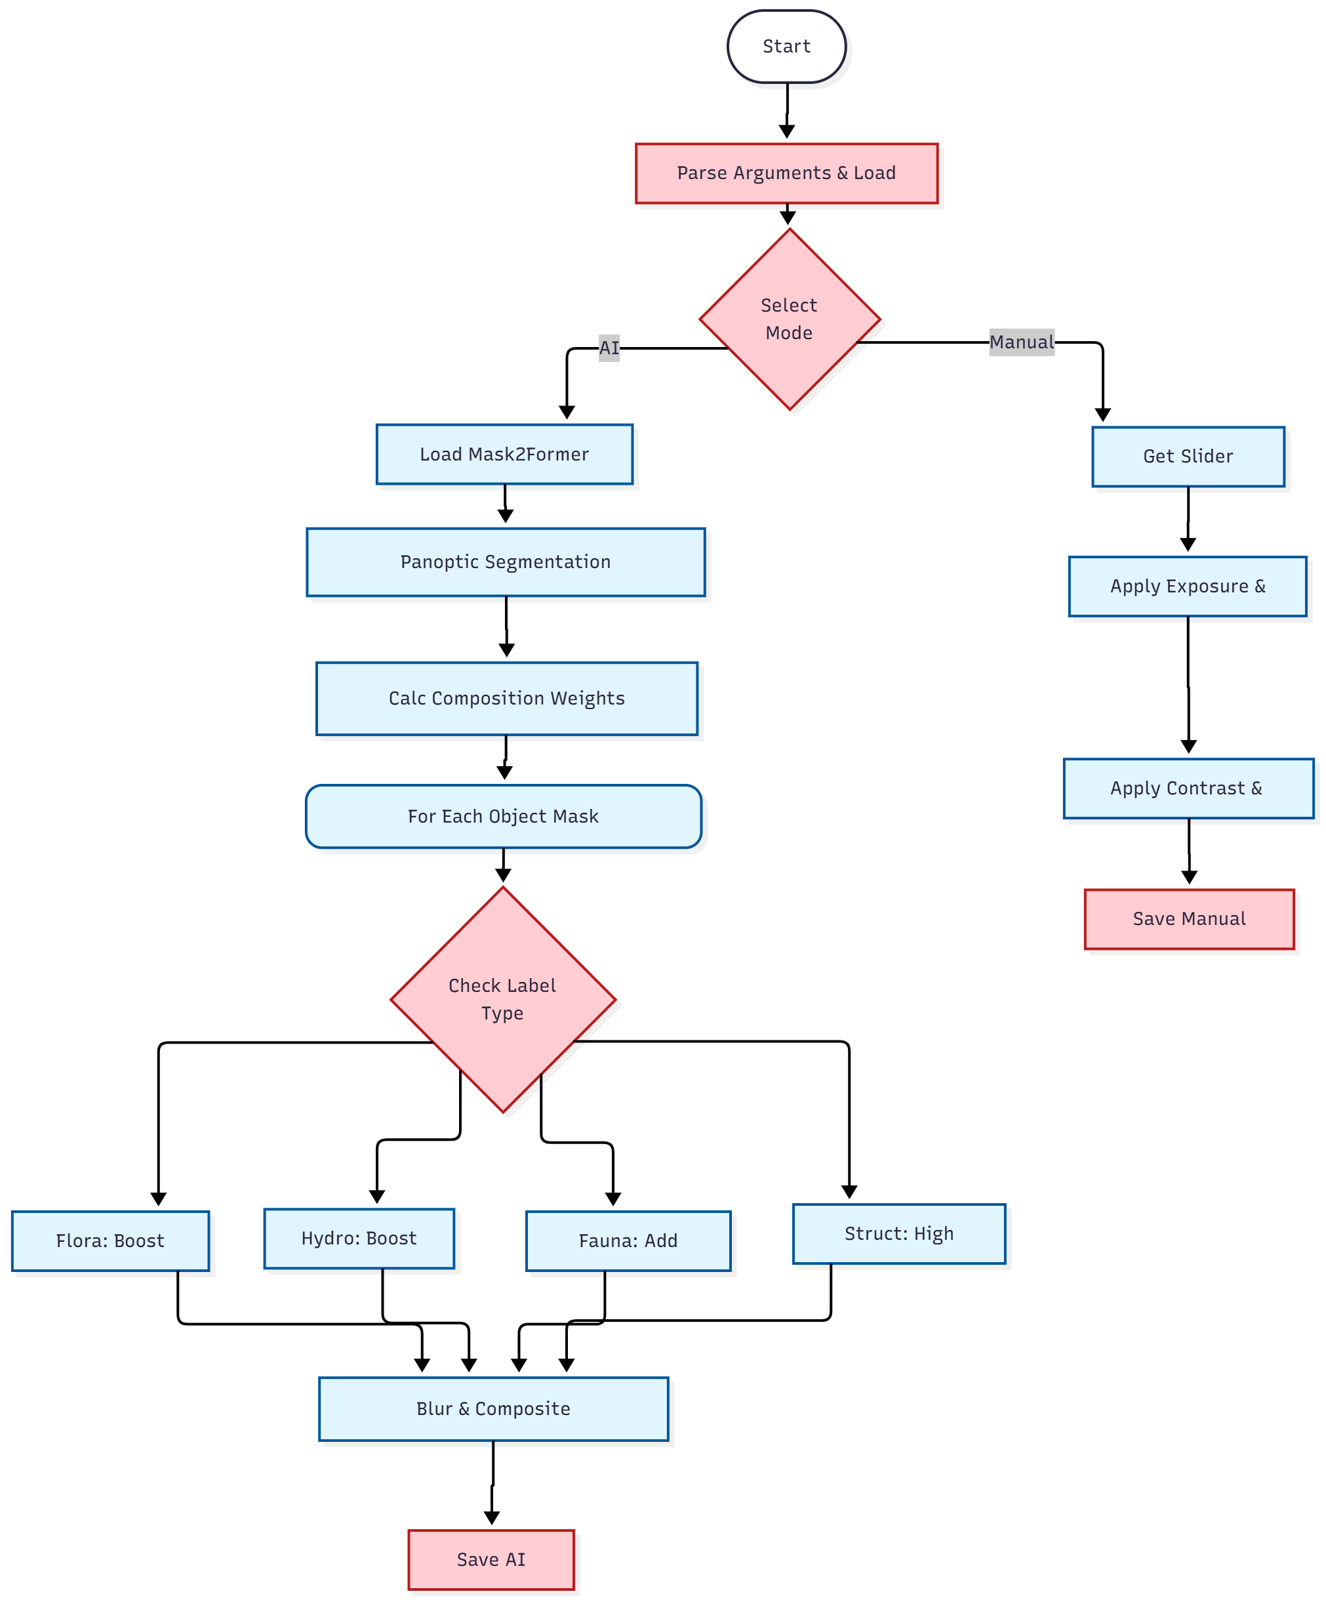 Start
Parse Arguments & Load
Select
Mode
AI
Manual
Load Mask2Former
Get Slider
Panoptic Segmentation
Apply Exposure &
Calc Composition Weights
Apply Contrast &
For Each Object Mask
Save Manual
Check Label
Type
Flora: Boost
Hydro: Boost
Fauna: Add
Struct: High
Blur & Composite
Save AI